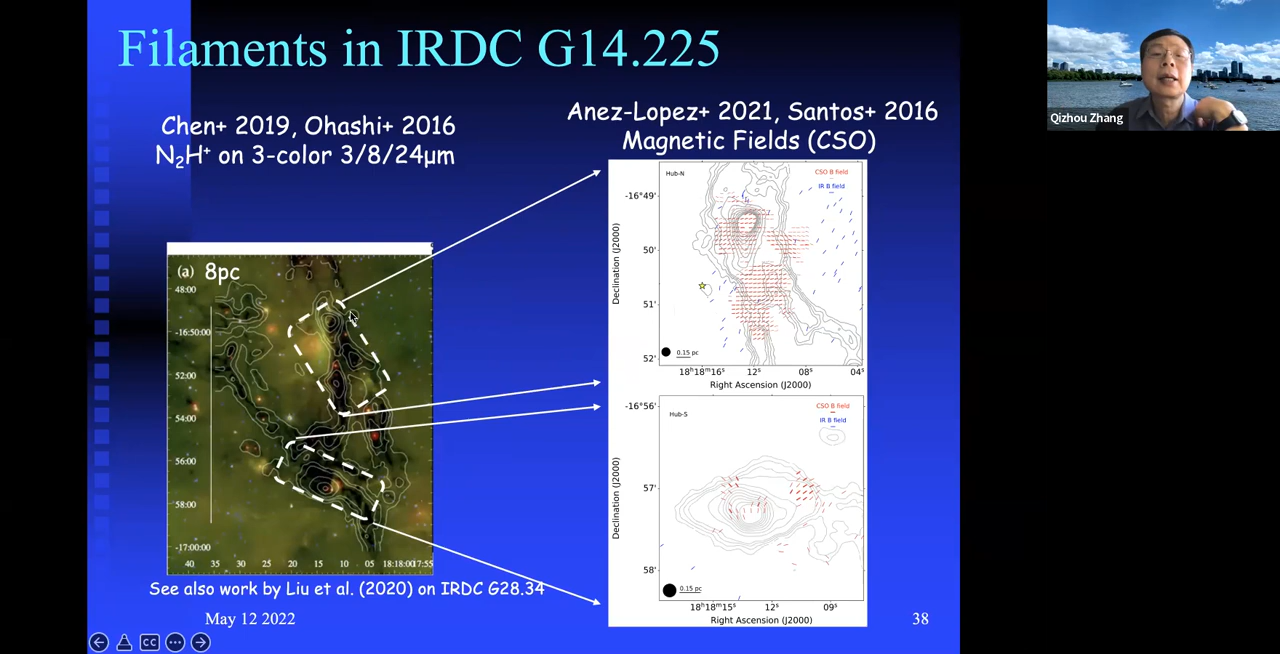 Filaments in IRDC G14.225
Chen+ 2019, Ohashi+ 2016
N₂H⁺ on 3-color 3/8/24μm
Anez-Lopez+ 2021, Santos+ 2016
Magnetic Fields (CSO)
Qizhou Zhang
(a) 8pc
48:00
-16:50:00
52:00
54:00
56:00
58:00
-17:00:00
40 35 30 25 20 15 10 05 18:18:00 17:55
Hub-N
CSO B field
IR B field
-16°49'
50'
51'
52'
Declination (J2000)
0.15 pc
18ʰ18ᵐ16ˢ 12ˢ 08ˢ 04ˢ
Right Ascension (J2000)
Hub-S
CSO B field
IR B field
-16°56'
57'
58'
Declination (J2000)
0.15 pc
18ʰ18ᵐ15ˢ 12ˢ 09ˢ
Right Ascension (J2000)
See also work by Liu et al. (2020) on IRDC G28.34
May 12 2022
38
CC